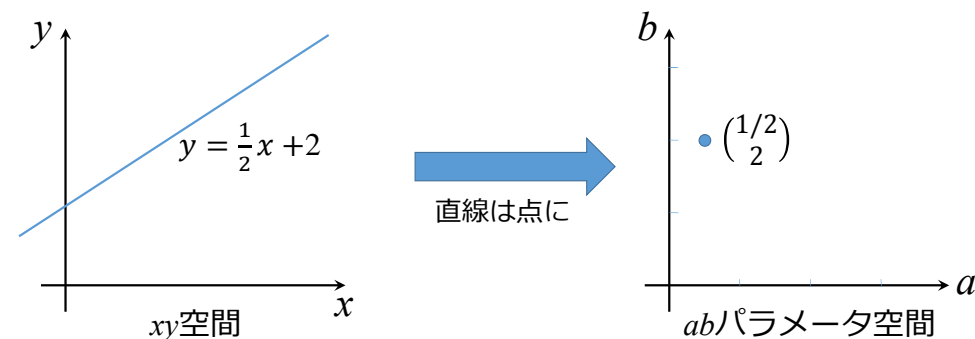 y
y = 1/2 x +2
x
xy空間
直線は点に
b
(1/2
2)
a
abパラメータ空間